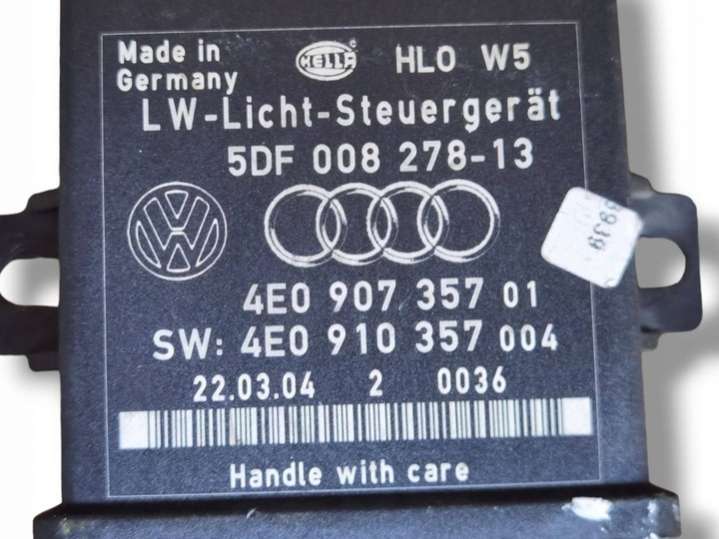 Made in
Germany
HELLA
HLO W5
LW-Licht-Steuergerät
5DF 008 278-13
4E0 907 357 01
SW: 4E0 910 357 004
22.03.04 2 0036
Handle with care